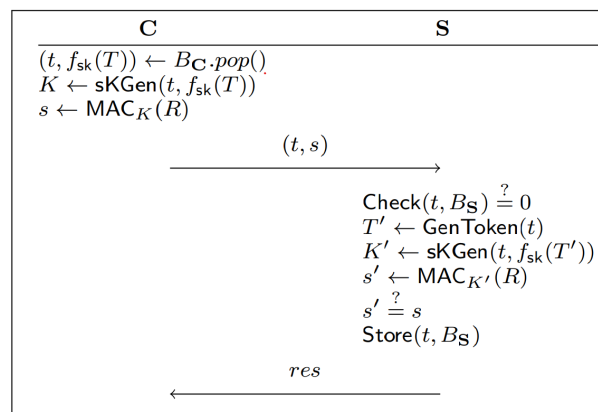 C S
(t, f_sk(T)) ← B_C.pop()
K ← sKGen(t, f_sk(T))
s ← MAC_K(R)
(t, s)
Check(t, B_S) ≟ 0
T′ ← GenToken(t)
K′ ← sKGen(t, f_sk(T′))
s′ ← MAC_K′(R)
s′ ≟ s
Store(t, B_S)
res